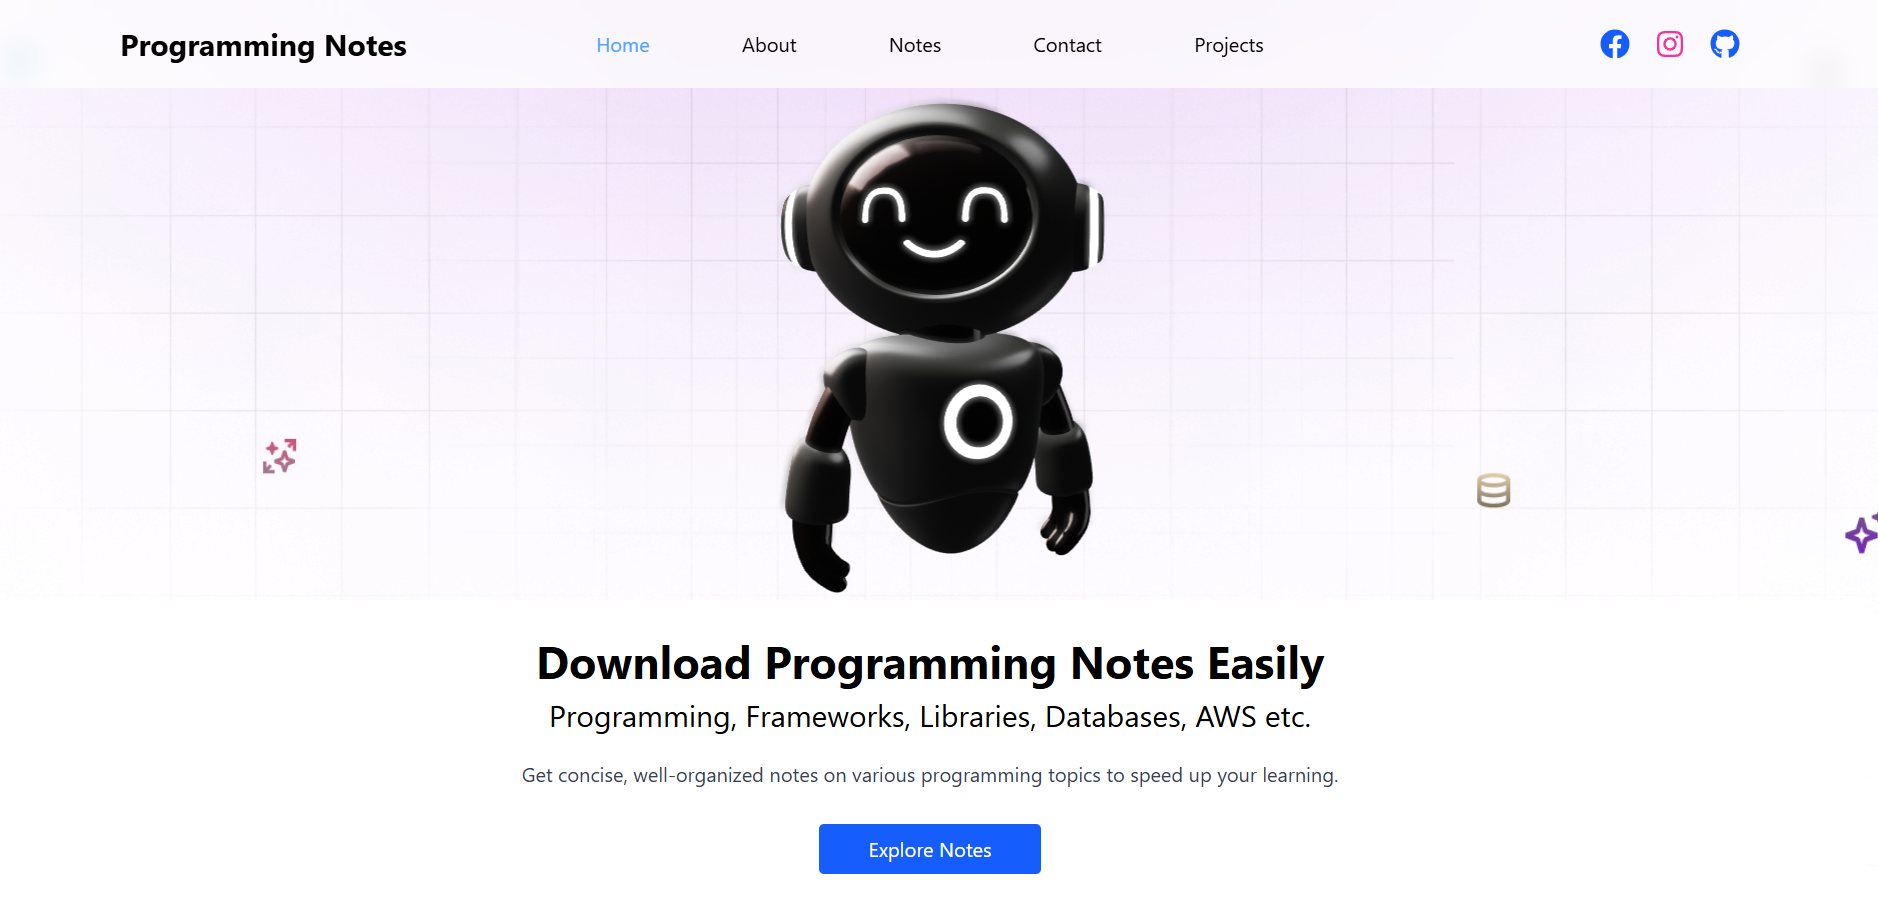 Programming Notes
Home About Notes Contact Projects
Download Programming Notes Easily
Programming, Frameworks, Libraries, Databases, AWS etc.
Get concise, well-organized notes on various programming topics to speed up your learning.
Explore Notes